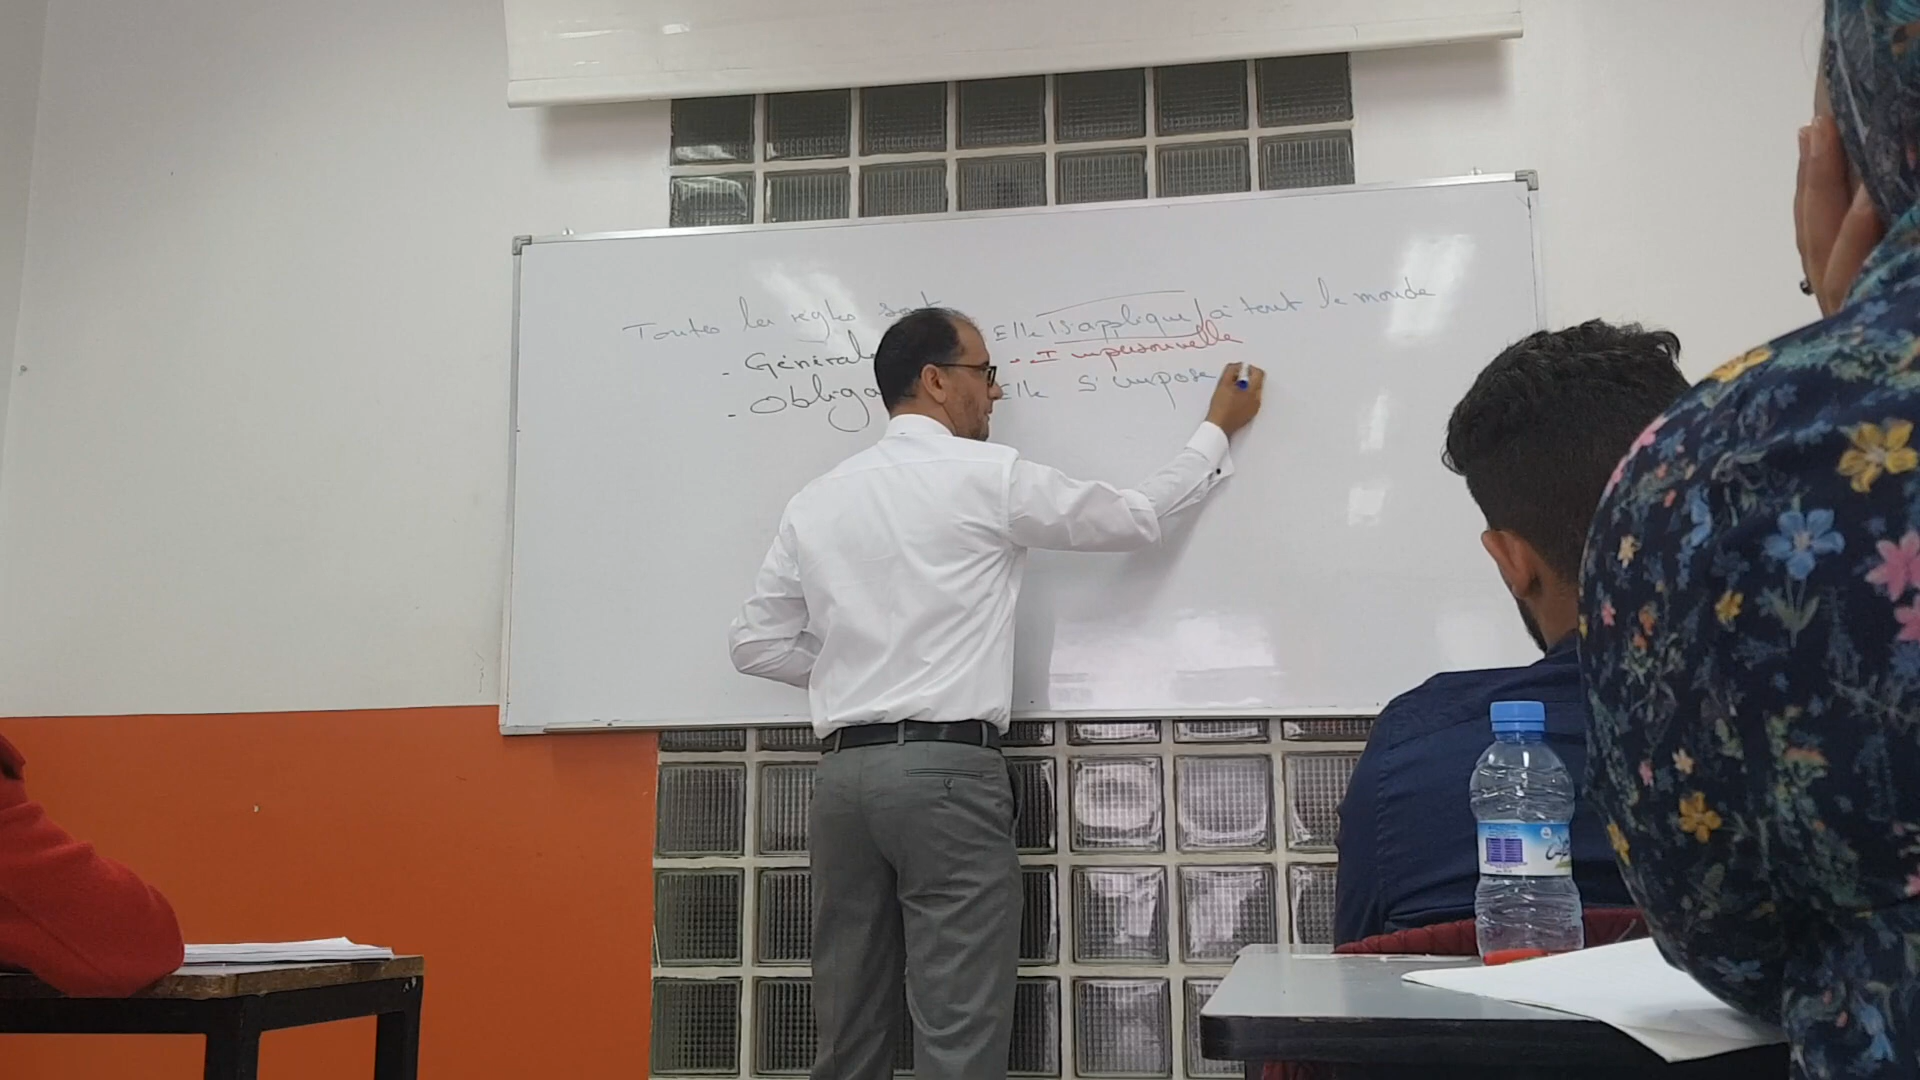 Toutes les règles sont Elle s'applique à tout le monde
- Générale - Impersonnelle
- Obliga Elle s'impose